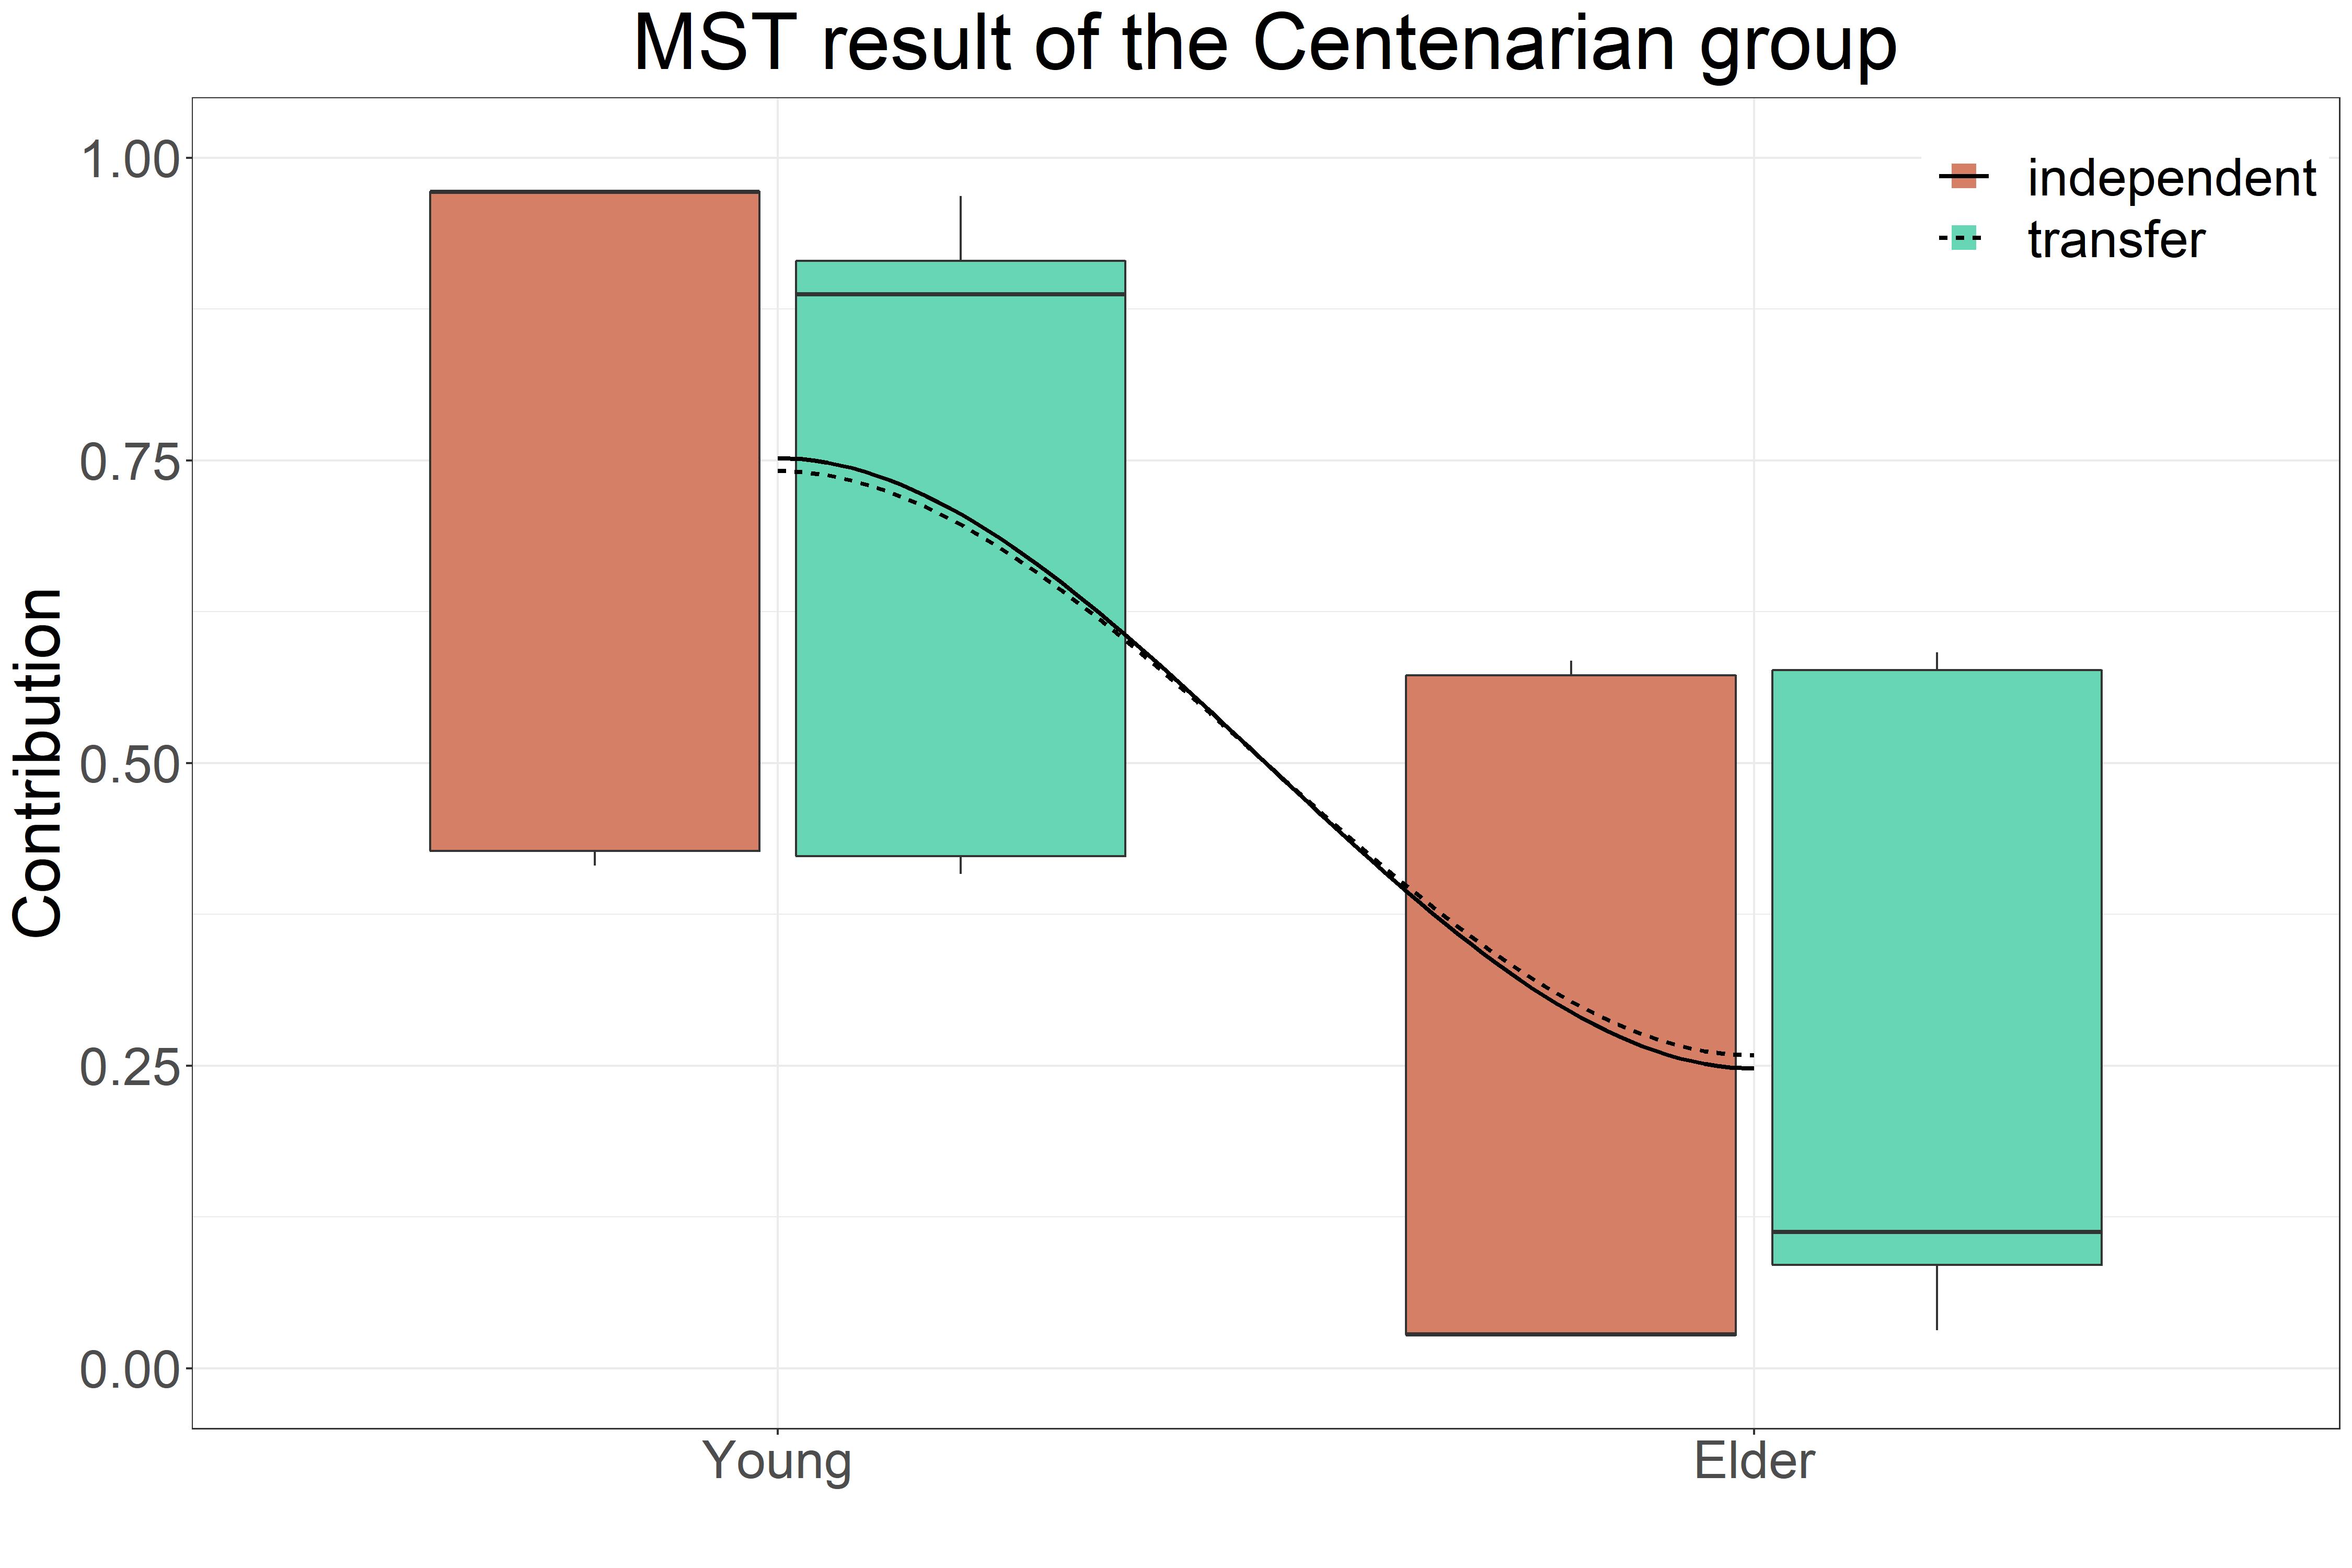 MST result of the Centenarian group
Contribution
1.00
0.75
0.50
0.25
0.00
independent
transfer
Young
Elder